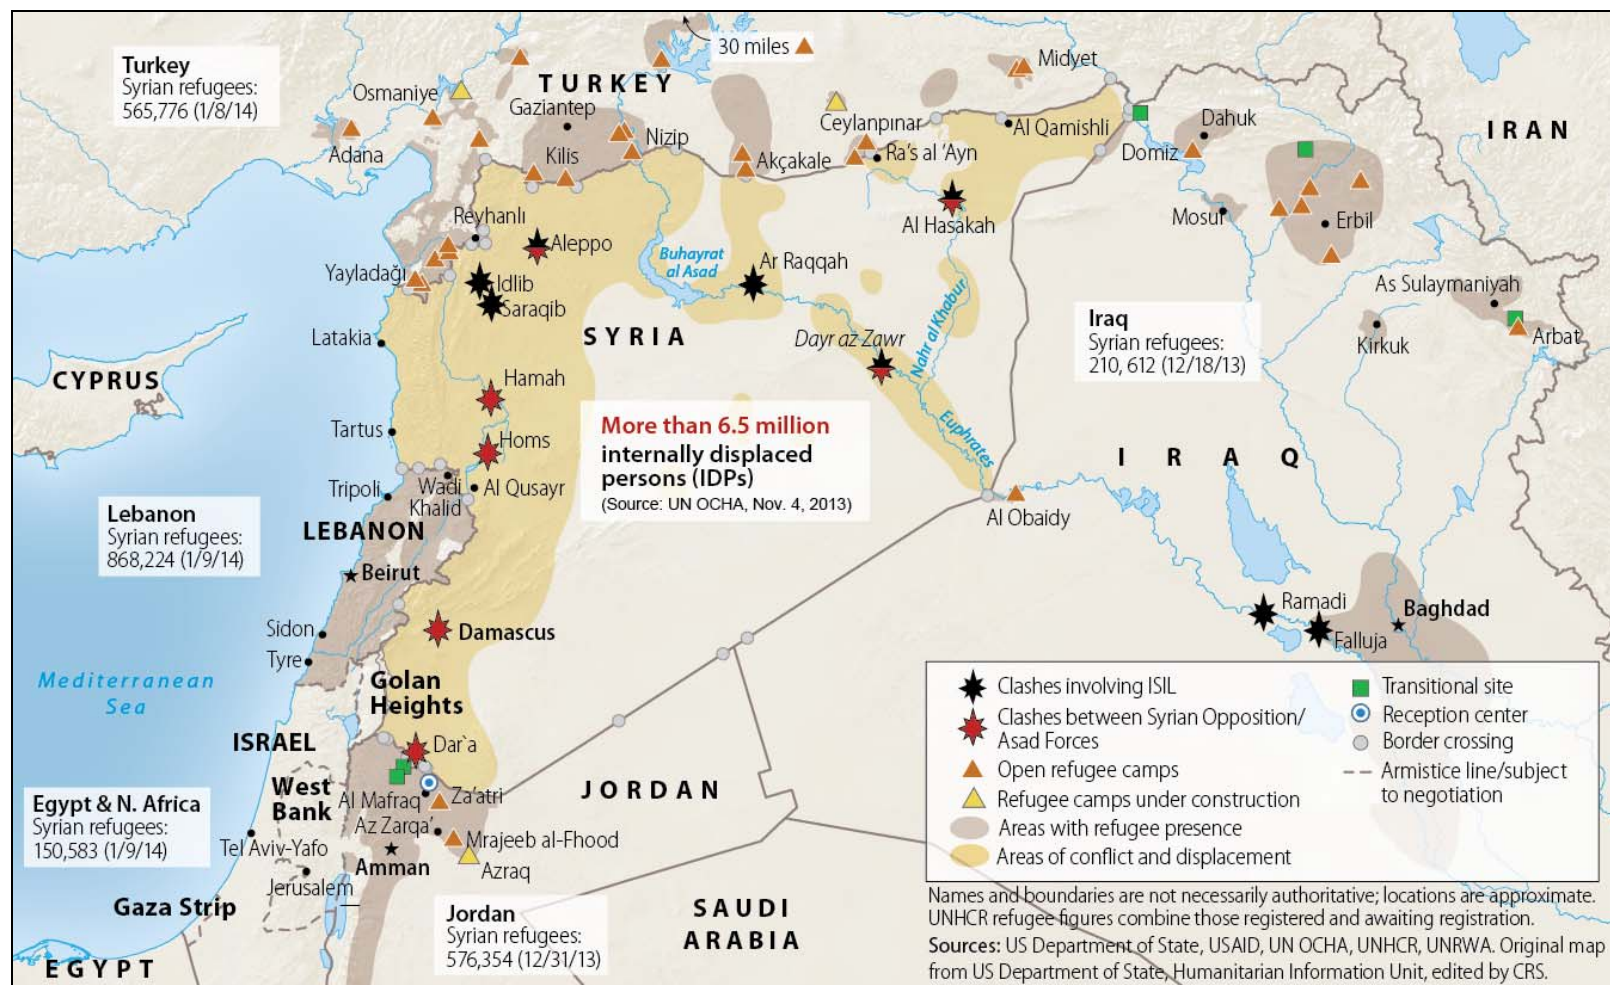 30 miles
Turkey
Syrian refugees:
565,776 (1/8/14)
TURKEY
Osmaniye
Gaziantep
Adana
Kilis
Nizip
Akçakale
Ceylanpınar
Ra's al 'Ayn
Midyet
Al Qamishli
Dahuk
Domiz
IRAN
Mosul
Erbil
Reyhanlı
Aleppo
Al Hasakah
Yayladağı
Idlib
Saraqib
Buhayrat
al Asad
Ar Raqqah
As Sulaymaniyah
Arbat
Kirkuk
Latakia
SYRIA
Dayr az Zawr
Nahr al Khabur
Iraq
Syrian refugees:
210, 612 (12/18/13)
CYPRUS
Hamah
Tartus
Homs
More than 6.5 million
internally displaced
persons (IDPs)
(Source: UN OCHA, Nov. 4, 2013)
Euphrates
IRAQ
Tripoli
Wadi
Khalid
Al Qusayr
Al Obaidy
Lebanon
Syrian refugees:
868,224 (1/9/14)
LEBANON
Beirut
Sidon
Tyre
Damascus
Ramadi
Falluja
Baghdad
Mediterranean
Sea
Golan
Heights
ISRAEL
Dar`a
West
Bank
Al Mafraq
Za'atri
Az Zarqa'
Mrajeeb al-Fhood
Amman
Azraq
JORDAN
Egypt & N. Africa
Syrian refugees:
150,583 (1/9/14)
Tel Aviv-Yafo
Jerusalem
Gaza Strip
EGYPT
Jordan
Syrian refugees:
576,354 (12/31/13)
SAUDI
ARABIA
Clashes involving ISIL
Clashes between Syrian Opposition/
Asad Forces
Open refugee camps
Refugee camps under construction
Areas with refugee presence
Areas of conflict and displacement
Transitional site
Reception center
Border crossing
Armistice line/subject
to negotiation
Names and boundaries are not necessarily authoritative; locations are approximate.
UNHCR refugee figures combine those registered and awaiting registration.
Sources: US Department of State, USAID, UN OCHA, UNHCR, UNRWA. Original map
from US Department of State, Humanitarian Information Unit, edited by CRS.